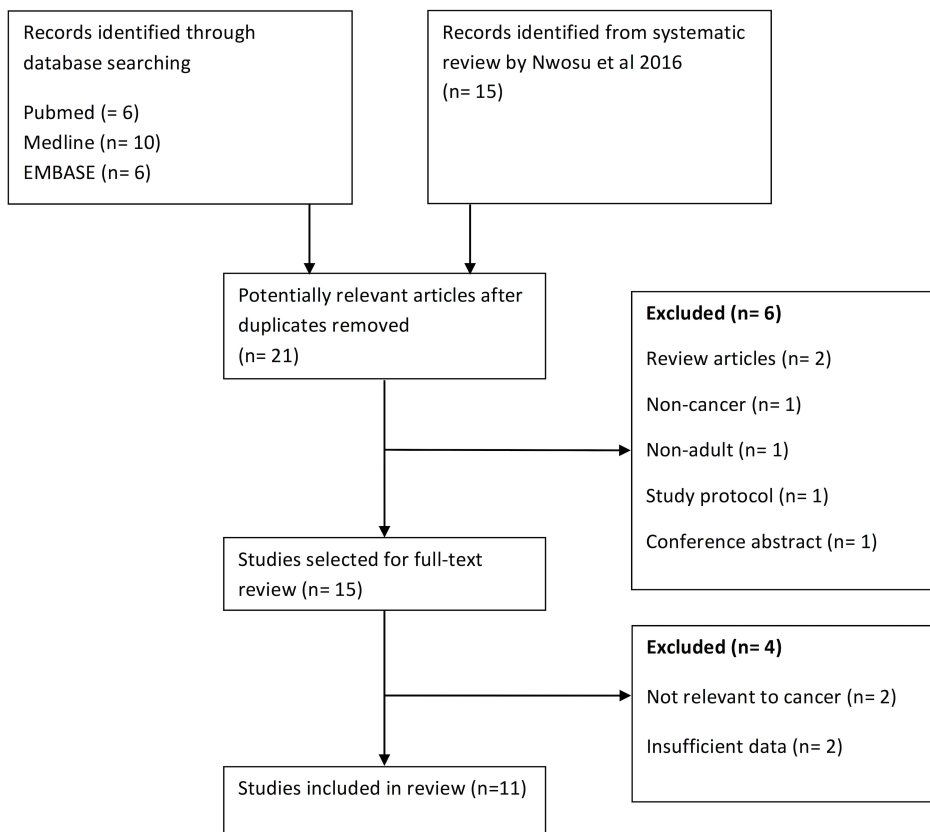 Records identified through
database searching
Pubmed (= 6)
Medline (n= 10)
EMBASE (n= 6)
Records identified from systematic
review by Nwosu et al 2016
(n= 15)
Potentially relevant articles after
duplicates removed
(n= 21)
Excluded (n= 6)
Review articles (n= 2)
Non-cancer (n= 1)
Non-adult (n= 1)
Study protocol (n= 1)
Conference abstract (n= 1)
Studies selected for full-text
review (n= 15)
Excluded (n= 4)
Not relevant to cancer (n= 2)
Insufficient data (n= 2)
Studies included in review (n=11)